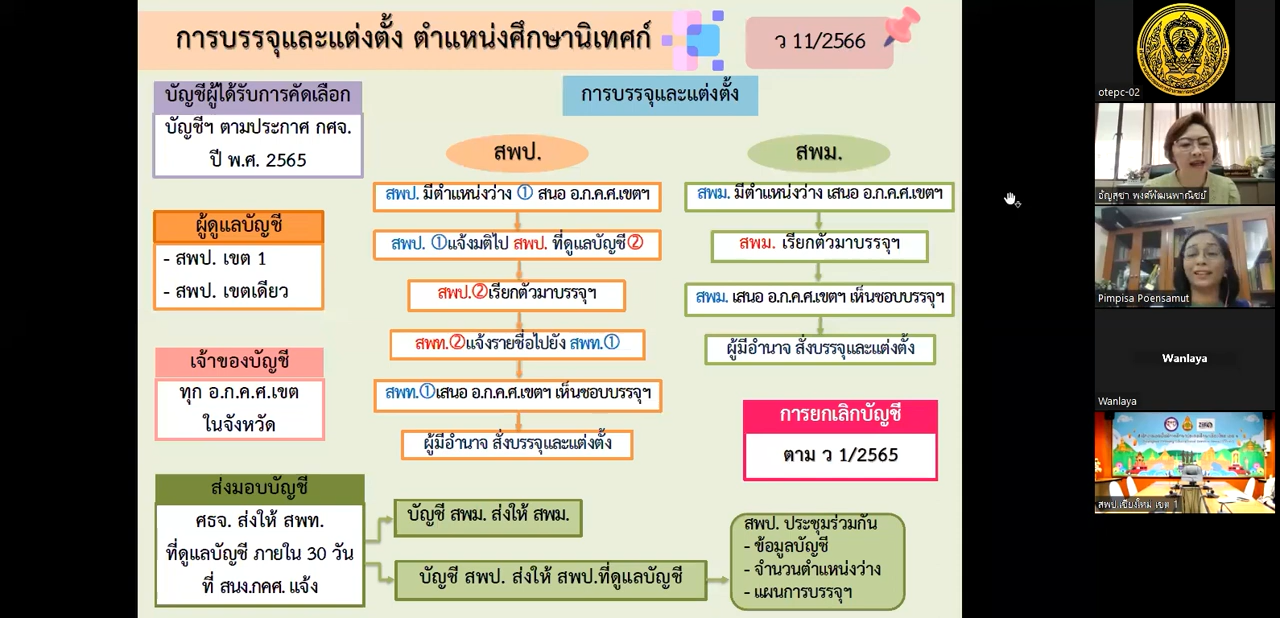 การบรรจุและแต่งตั้ง ตำแหน่งศึกษานิเทศก์
ว 11/2566
บัญชีผู้ได้รับการคัดเลือก
บัญชีฯ ตามประกาศ กศจ.
ปี พ.ศ. 2565
ผู้ดูแลบัญชี
- สพป. เขต 1
- สพป. เขตเดียว
เจ้าของบัญชี
ทุก อ.ก.ค.ศ.เขต
ในจังหวัด
ส่งมอบบัญชี
ศธจ. ส่งให้ สพท.
ที่ดูแลบัญชี ภายใน 30 วัน
ที่ สนง.กคศ. แจ้ง
การบรรจุและแต่งตั้ง
สพป.
สพป. มีตำแหน่งว่าง ① สนอ อ.ก.ค.ศ.เขตฯ
สพป. ①แจ้งมติไป สพป. ที่ดูแลบัญชี②
สพป.②เรียกตัวมาบรรจุฯ
สพท.②แจ้งรายชื่อไปยัง สพท.①
สพท.①เสนอ อ.ก.ค.ศ.เขตฯ เห็นชอบบรรจุฯ
ผู้มีอำนาจ สั่งบรรจุและแต่งตั้ง
สพม.
สพม. มีตำแหน่งว่าง เสนอ อ.ก.ค.ศ.เขตฯ
สพม. เรียกตัวมาบรรจุฯ
สพม. เสนอ อ.ก.ค.ศ.เขตฯ เห็นชอบบรรจุฯ
ผู้มีอำนาจ สั่งบรรจุและแต่งตั้ง
การยกเลิกบัญชี
ตาม ว 1/2565
บัญชี สพม. ส่งให้ สพม.
บัญชี สพป. ส่งให้ สพป.ที่ดูแลบัญชี
สพป. ประชุมร่วมกัน
- ข้อมูลบัญชี
- จำนวนตำแหน่งว่าง
- แผนการบรรจุฯ
otepc-02
ธัญสุชา พงศ์พัฒนพาณิชย์
Pimpisa Poensamut
Wanlaya
Wanlaya
สพป.เชียงใหม่ เขต 1